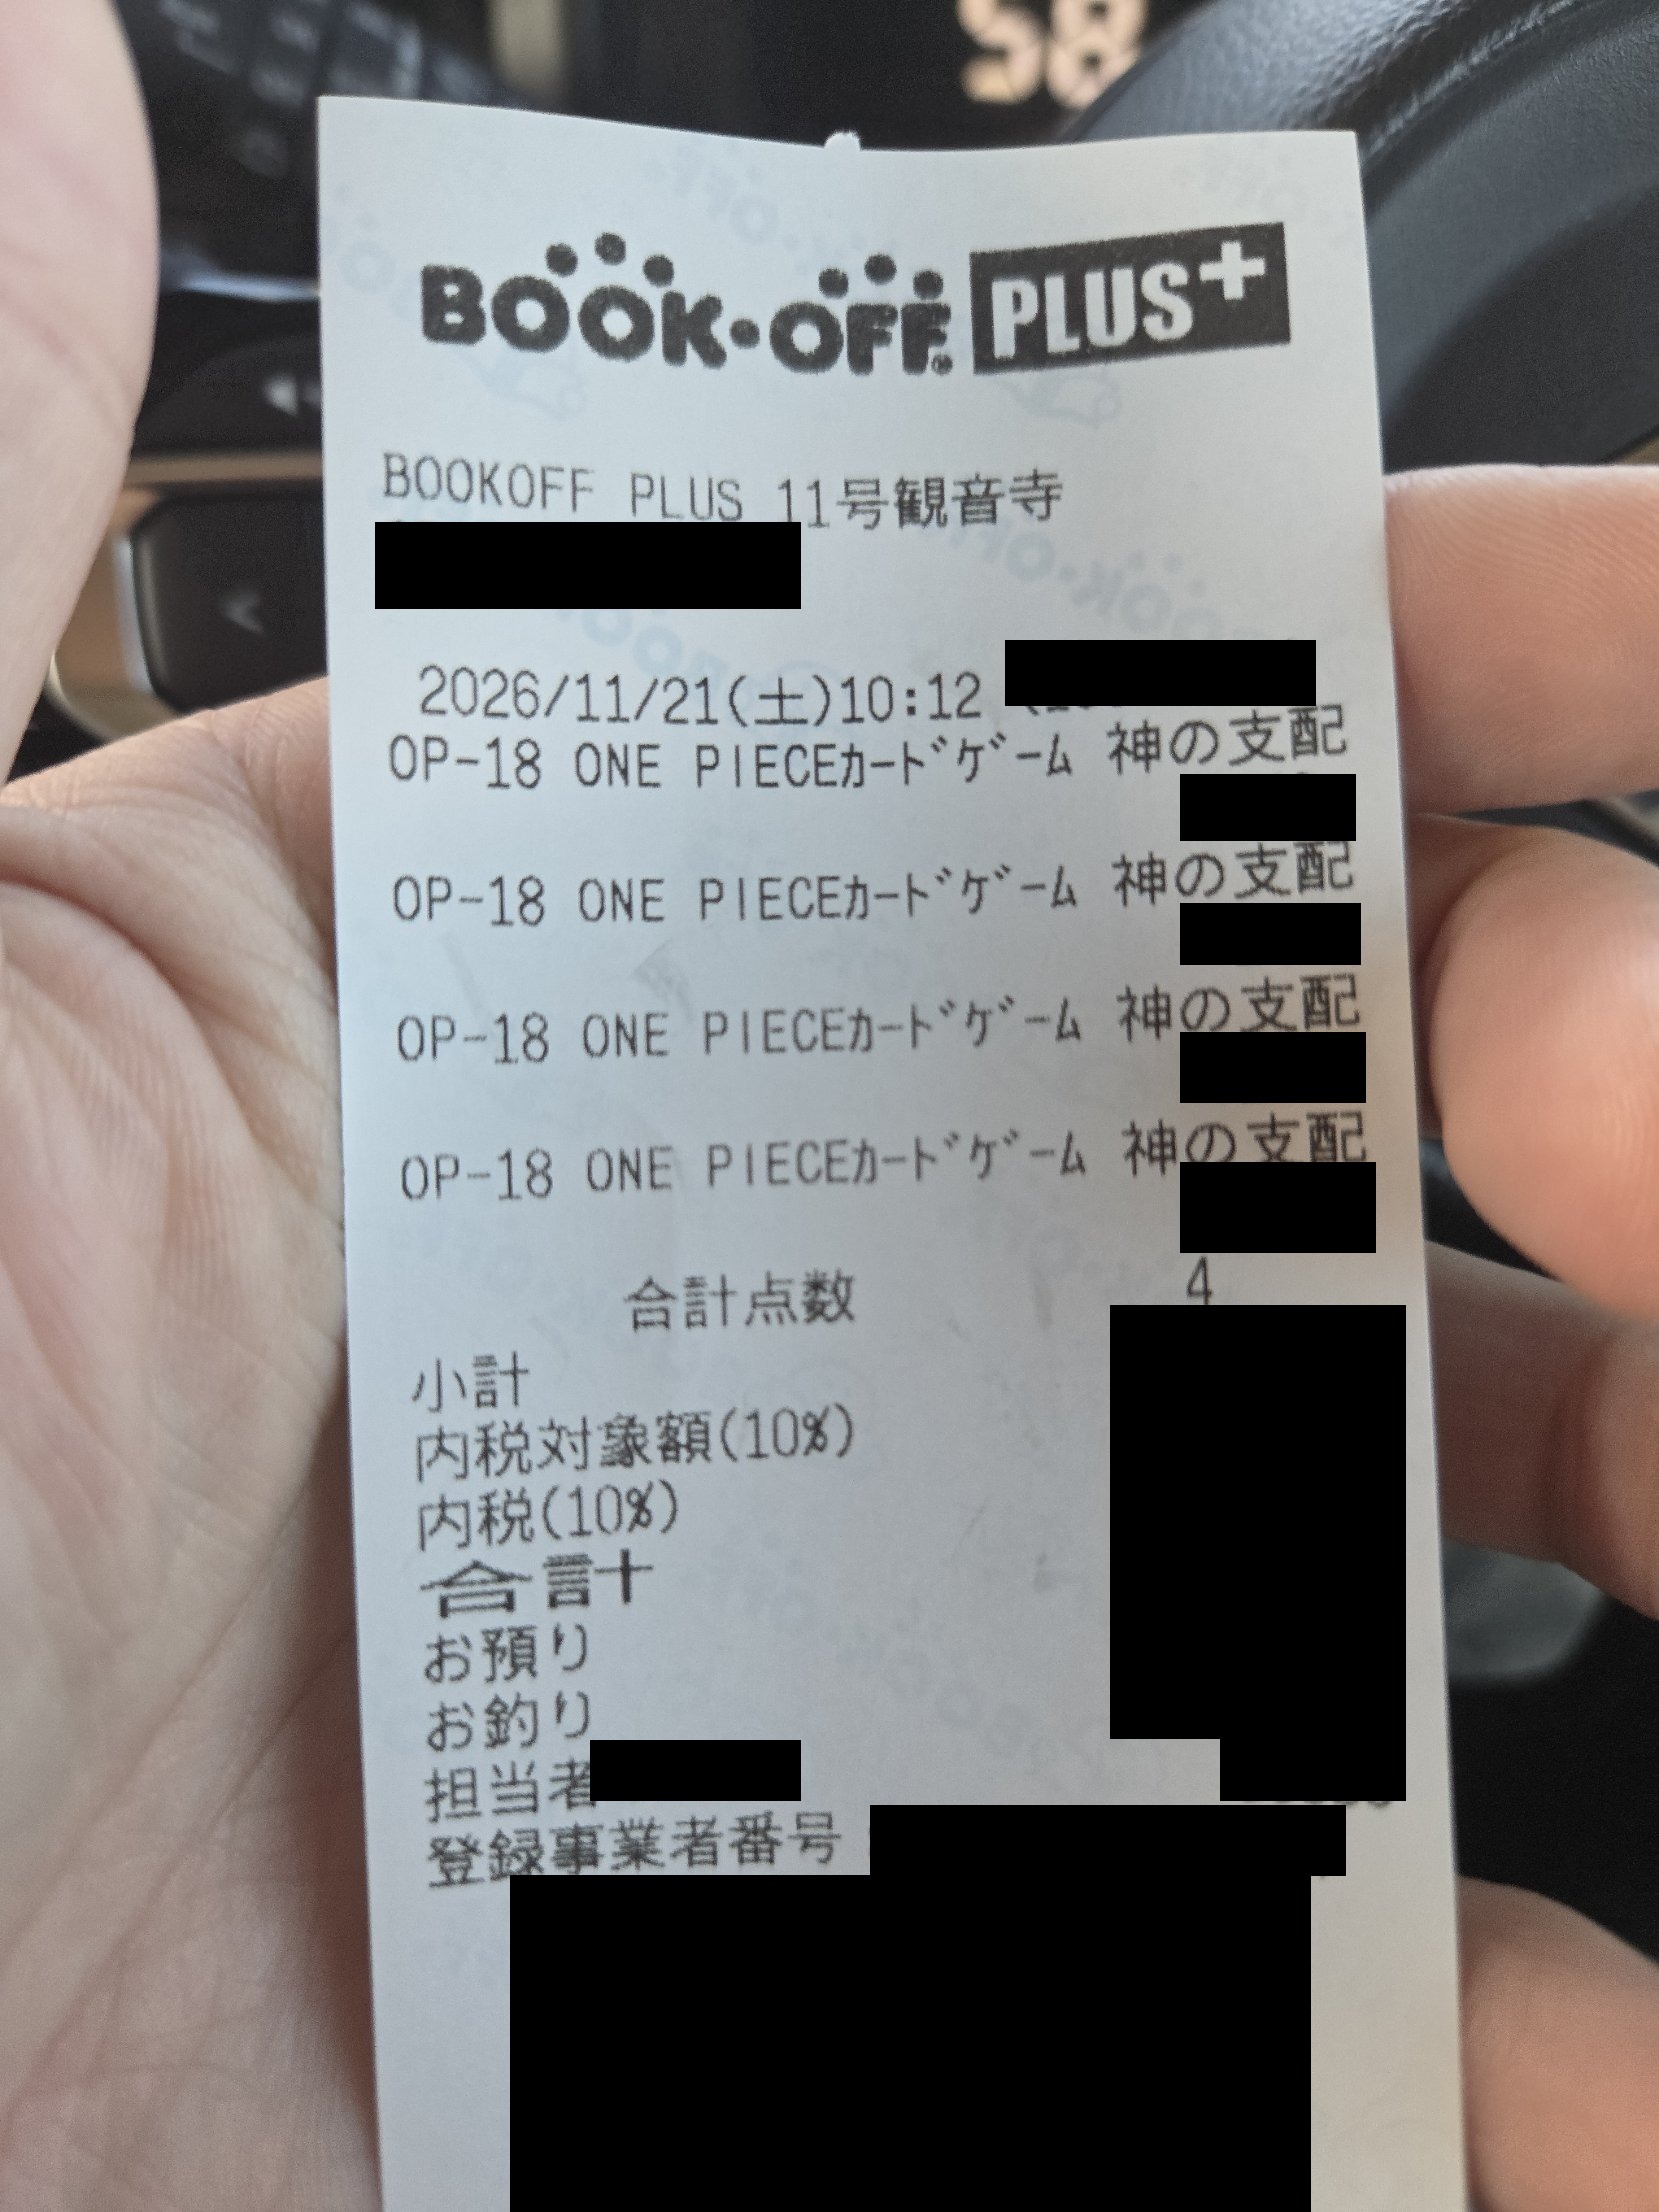 BOOK·OFF PLUS+
BOOKOFF PLUS 11号観音寺
2026/11/21(土)10:12
OP-18 ONE PIECEｶｰﾄﾞｹﾞｰﾑ 神の支配
OP-18 ONE PIECEｶｰﾄﾞｹﾞｰﾑ 神の支配
OP-18 ONE PIECEｶｰﾄﾞｹﾞｰﾑ 神の支配
OP-18 ONE PIECEｶｰﾄﾞｹﾞｰﾑ 神の支配
合計点数 4
小計
内税対象額(10%)
内税(10%)
合計
お預り
お釣り
担当者
登録事業者番号